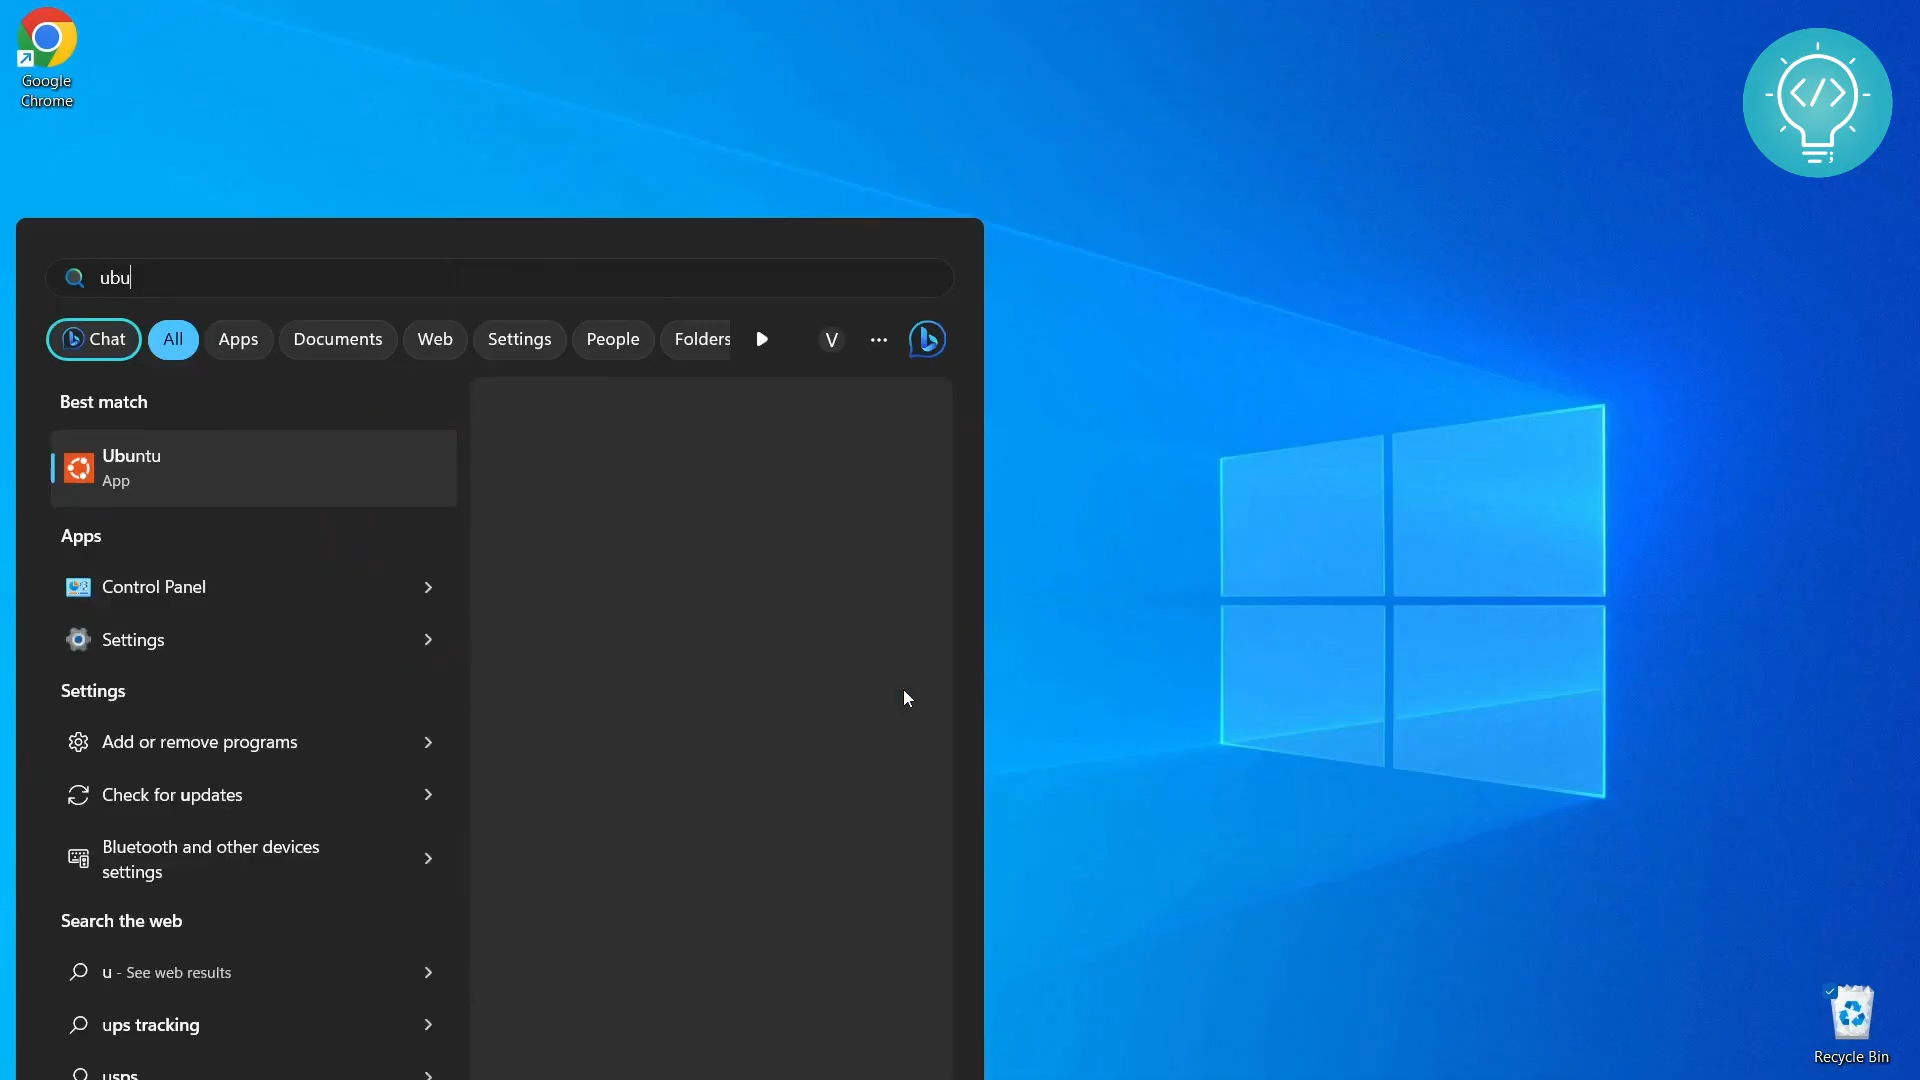 Google
Chrome
</>
;
ubu
Chat
All
Apps
Documents
Web
Settings
People
Folders
V
Best match
Ubuntu
App
Apps
Control Panel
Settings
Settings
Add or remove programs
Check for updates
Bluetooth and other devices
settings
Search the web
u - See web results
ups tracking
usps
Recycle Bin